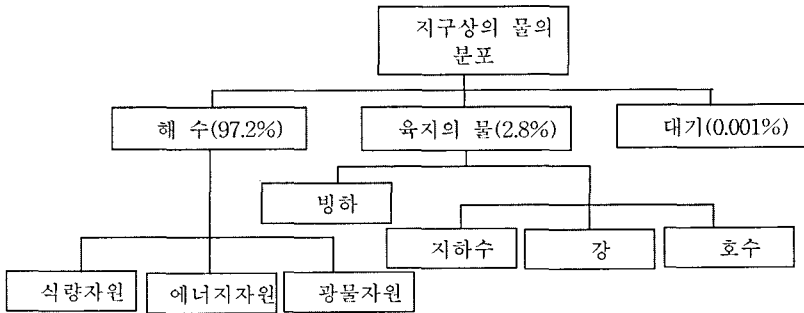 지구상의 물의
분포
해 수(97.2%)
육지의 물(2.8%)
대기(0.001%)
빙하
지하수
강
호수
식량자원
에너지자원
광물자원